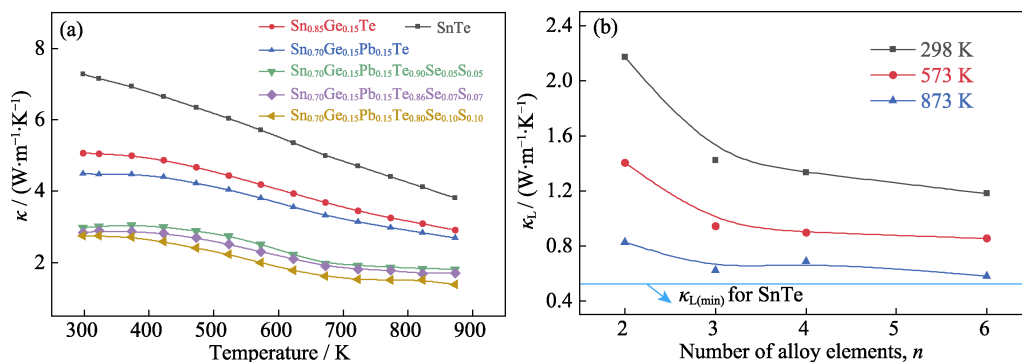 (a)
Sn₀.₈₅Ge₀.₁₅Te SnTe
Sn₀.₇₀Ge₀.₁₅Pb₀.₁₅Te
Sn₀.₇₀Ge₀.₁₅Pb₀.₁₅Te₀.₉₀Se₀.₀₅S₀.₀₅
Sn₀.₇₀Ge₀.₁₅Pb₀.₁₅Te₀.₈₆Se₀.₀₇S₀.₀₇
Sn₀.₇₀Ge₀.₁₅Pb₀.₁₅Te₀.₈₀Se₀.₁₀S₀.₁₀
8
6
4
2
κ / (W·m⁻¹·K⁻¹)
300 400 500 600 700 800 900
Temperature / K
(b)
298 K
573 K
873 K
2.4
2.0
1.6
1.2
0.8
0.4
κL / (W·m⁻¹·K⁻¹)
κL(min) for SnTe
2 3 4 5 6
Number of alloy elements, n